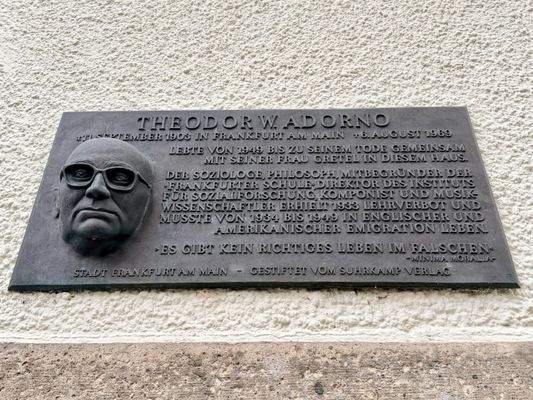 THEODOR W. ADORNO
*11. SEPTEMBER 1903 IN FRANKFURT AM MAIN †6. AUGUST 1969
LEBTE VON 1949 BIS ZU SEINEM TODE GEMEINSAM
MIT SEINER FRAU GRETEL IN DIESEM HAUS.
DER SOZIOLOGE, PHILOSOPH, MITBEGRÜNDER DER
›FRANKFURTER SCHULE‹, DIREKTOR DES INSTITUTS
FÜR SOZIALFORSCHUNG, KOMPONIST UND MUSIK-
WISSENSCHAFTLER ERHIELT 1933 LEHRVERBOT UND
MUSSTE VON 1934 BIS 1949 IN ENGLISCHER UND
AMERIKANISCHER EMIGRATION LEBEN.
»ES GIBT KEIN RICHTIGES LEBEN IM FALSCHEN«
›MINIMA MORALIA‹
STADT FRANKFURT AM MAIN – GESTIFTET VOM SUHRKAMP VERLAG